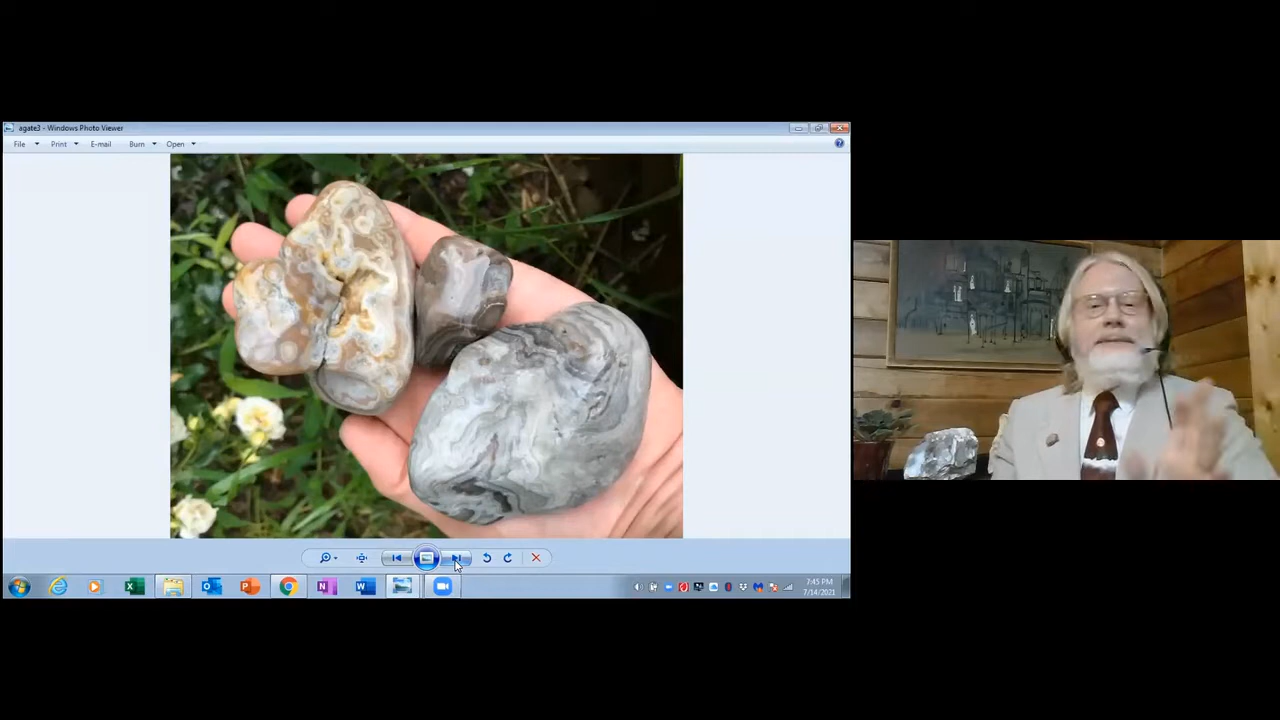 agate3 - Windows Photo Viewer
File Print E-mail Burn Open
7:45 PM
7/14/2021